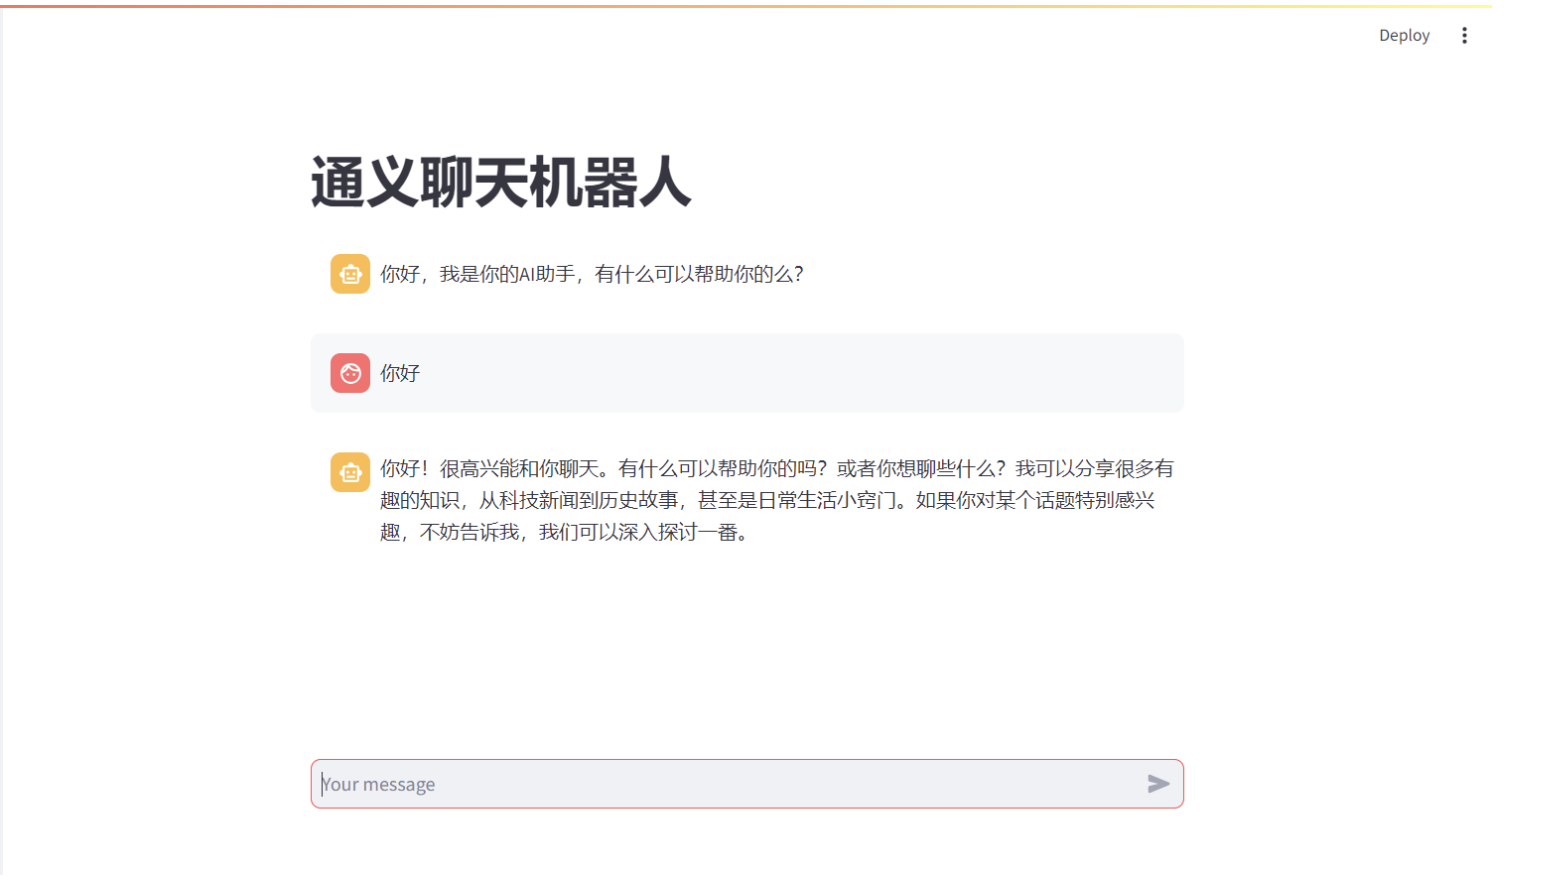 Deploy
通义聊天机器人
你好，我是你的AI助手，有什么可以帮助你的么？
你好
你好！很高兴能和你聊天。有什么可以帮助你的吗？或者你想聊些什么？我可以分享很多有
趣的知识，从科技新闻到历史故事，甚至是日常生活小窍门。如果你对某个话题特别感兴
趣，不妨告诉我，我们可以深入探讨一番。
Your message